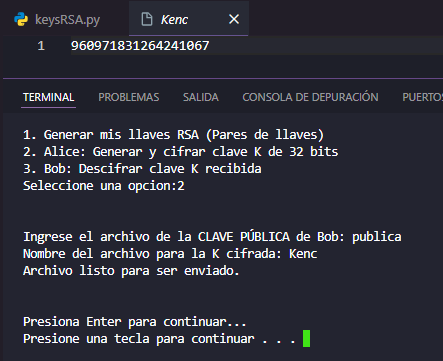 keysRSA.py Kenc
1 960971831264241067
TERMINAL PROBLEMAS SALIDA CONSOLA DE DEPURACIÓN PUERTOS
1. Generar mis llaves RSA (Pares de llaves)
2. Alice: Generar y cifrar clave K de 32 bits
3. Bob: Descifrar clave K recibida
Seleccione una opcion:2
Ingrese el archivo de la CLAVE PÚBLICA de Bob: publica
Nombre del archivo para la K cifrada: Kenc
Archivo listo para ser enviado.
Presiona Enter para continuar...
Presione una tecla para continuar . . .